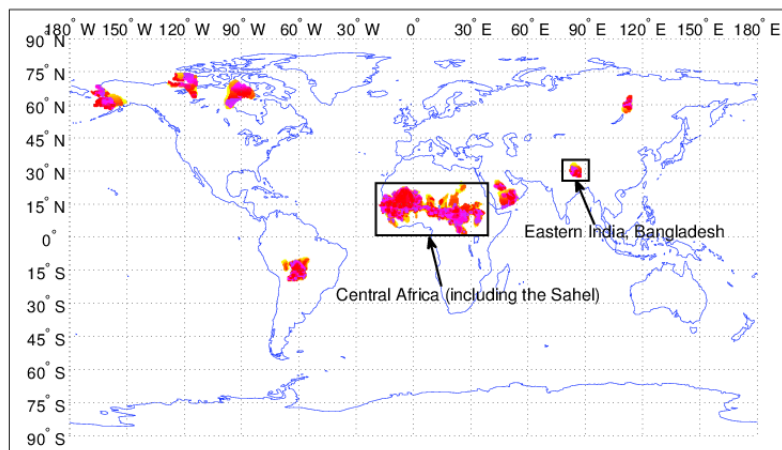 180° W 150° W 120° W 90° W 60° W 30° W 0° 30° E 60° E 90° E 120° E 150° E 180° E
90° N
75° N
60° N
45° N
30° N
15° N
Eastern India, Bangladesh
0°
15° S
Central Africa (including the Sahel)
30° S
45° S
60° S
75° S
90° S